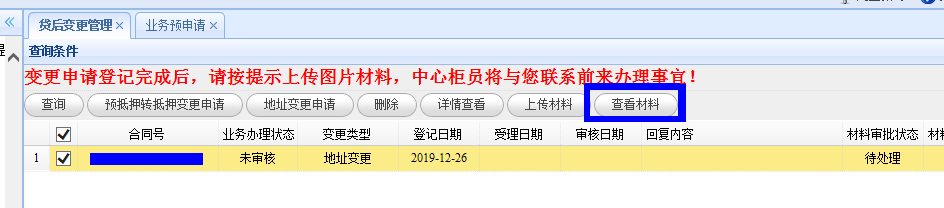 贷后变更管理 业务预申请
查询条件
变更申请登记完成后，请按提示上传图片材料，中心柜员将与您联系前来办理事宜！
查询 预抵押转抵押变更申请 地址变更申请 删除 详情查看 上传材料 查看材料
合同号 业务办理状态 变更类型 登记日期 受理日期 审核日期 回复内容 材料审批状态
1 未审核 地址变更 2019-12-26 待处理